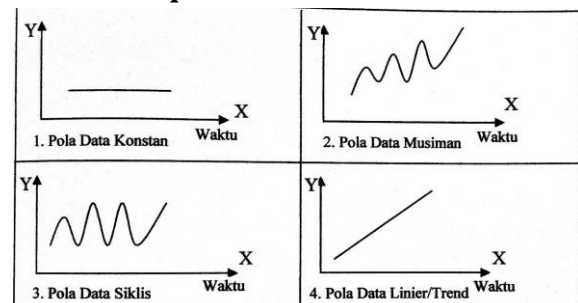 Y
X
1. Pola Data Konstan
Waktu
Y
X
2. Pola Data Musiman
Waktu
Y
X
3. Pola Data Siklis
Waktu
Y
X
4. Pola Data Linier/Trend
Waktu